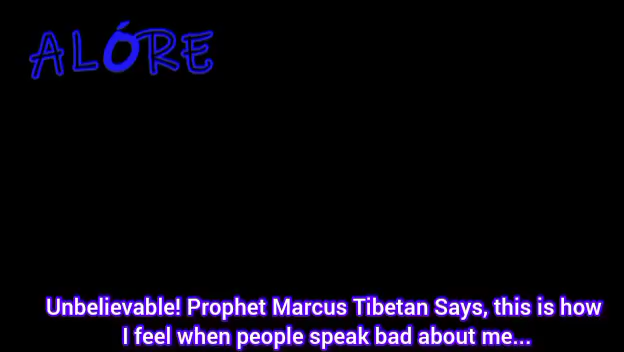 ALÓRE
Unbelievable! Prophet Marcus Tibetan Says, this is how
I feel when people speak bad about me...